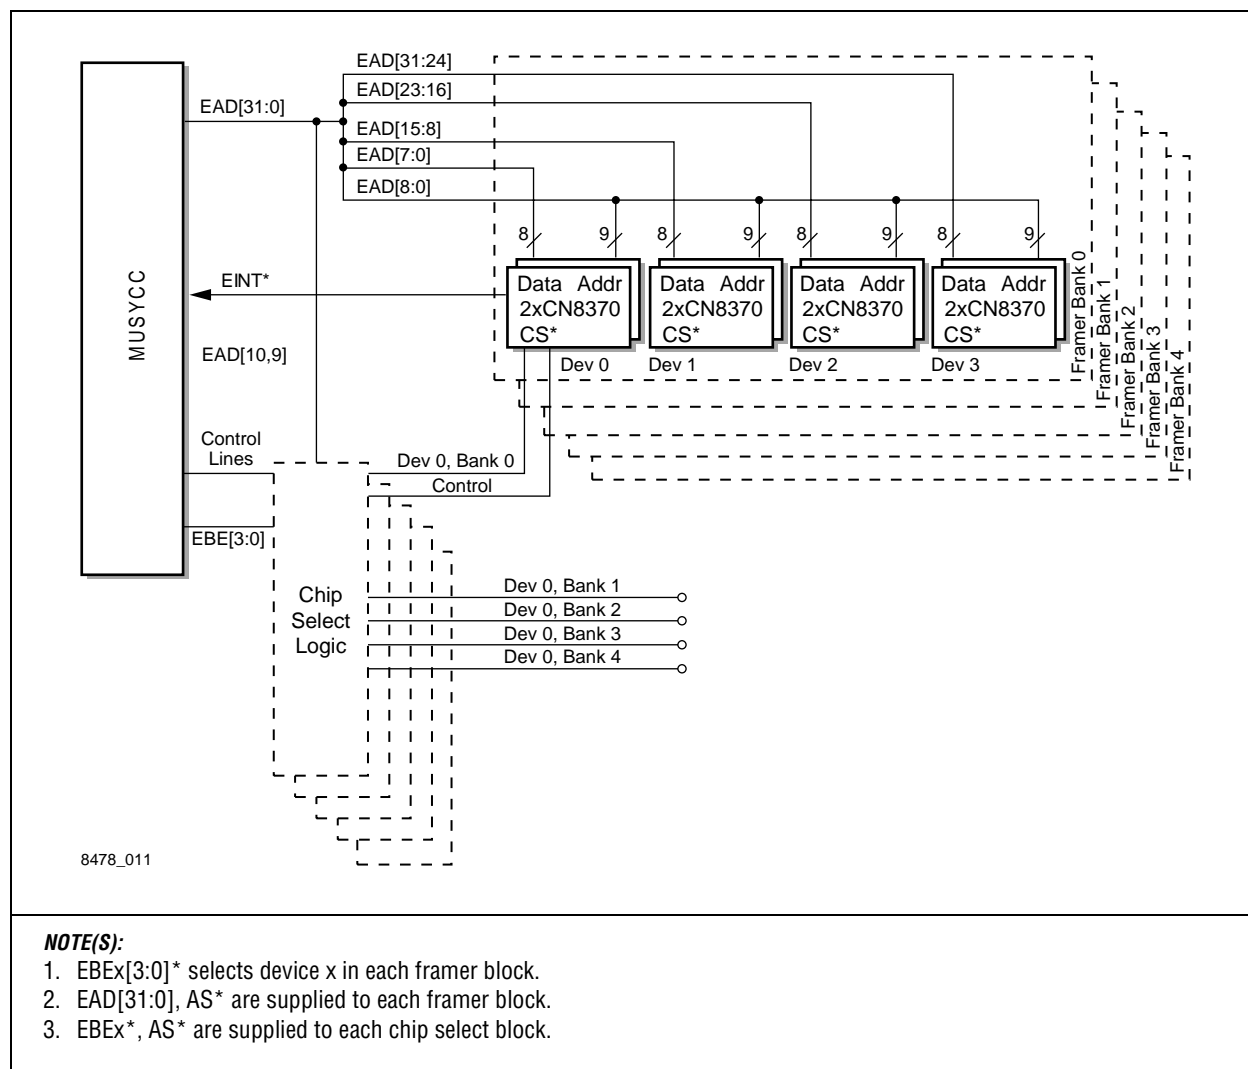 EAD[31:24]
EAD[23:16]
EAD[31:0]
EAD[15:8]
EAD[7:0]
EAD[8:0]
8 9 8 9 8 9 8 9
MUSYCC
EINT*
Data Addr
2xCN8370
CS*
Dev 0
Data Addr
2xCN8370
CS*
Dev 1
Data Addr
2xCN8370
CS*
Dev 2
Data Addr
2xCN8370
CS*
Dev 3
Framer Bank 0
Framer Bank 1
Framer Bank 2
Framer Bank 3
Framer Bank 4
EAD[10,9]
Control
Lines
Dev 0, Bank 0
Control
EBE[3:0]
Chip
Select
Logic
Dev 0, Bank 1
Dev 0, Bank 2
Dev 0, Bank 3
Dev 0, Bank 4
8478_011
NOTE(S):
1. EBEx[3:0]* selects device x in each framer block.
2. EAD[31:0], AS* are supplied to each framer block.
3. EBEx*, AS* are supplied to each chip select block.